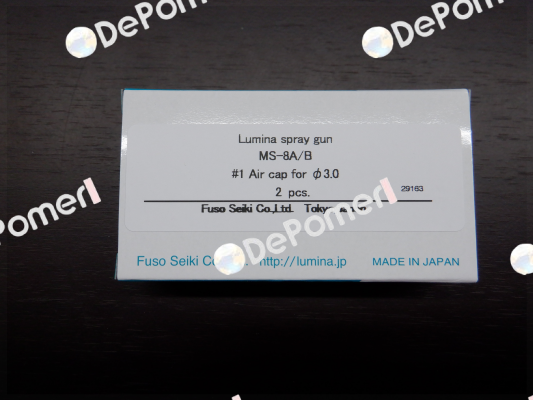 DePomer
DePomer
Lumina spray gun
MS-8A/B
#1 Air cap for φ3.0
2 pcs.
29163
Fuso Seiki Co.,Ltd. Tokyo
DePomer
DePomer
Fuso Seiki http://lumina.jp MADE IN JAPAN